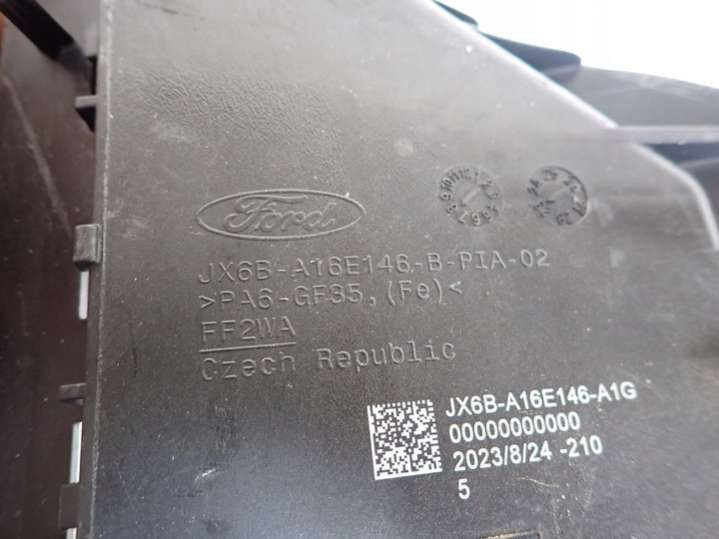 Ford
JX6B-A16E146-B-PIA-02
>PA6-GF35,(Fe)<
FF2WA
Czech Republic
JX6B-A16E146-A1G
00000000000
2023/8/24 -210
5